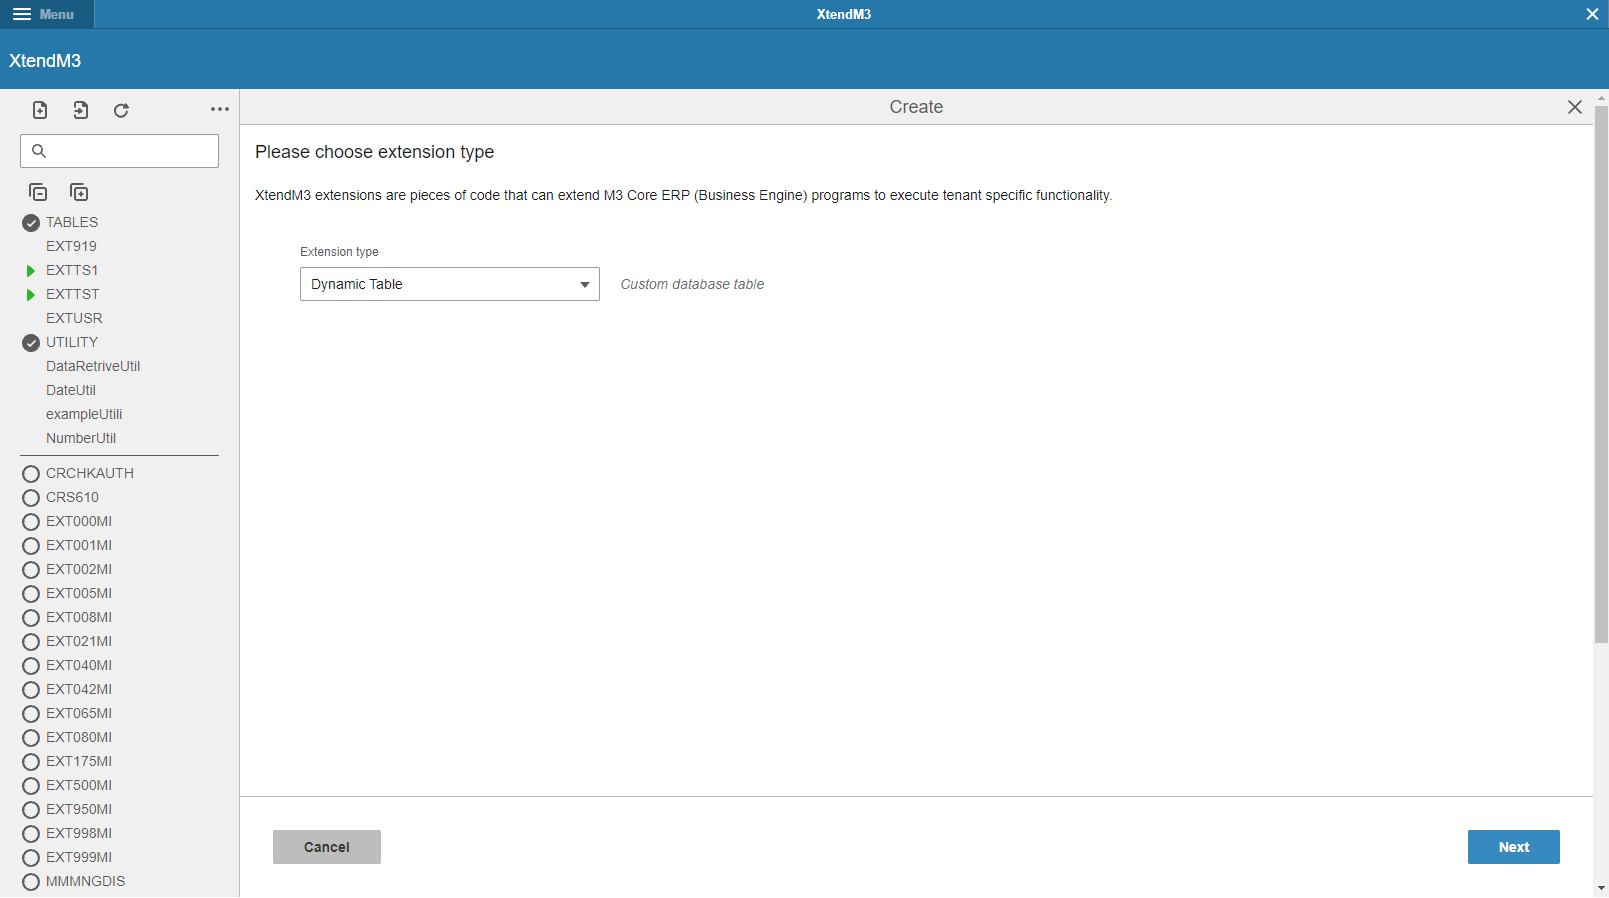 Menu
XtendM3
XtendM3
Create
Please choose extension type
XtendM3 extensions are pieces of code that can extend M3 Core ERP (Business Engine) programs to execute tenant specific functionality.
Extension type
Dynamic Table
Custom database table
TABLES
EXT919
EXTTS1
EXTTST
EXTUSR
UTILITY
DataRetriveUtil
DateUtil
exampleUtili
NumberUtil
CRCHKAUTH
CRS610
EXT000MI
EXT001MI
EXT002MI
EXT005MI
EXT008MI
EXT021MI
EXT040MI
EXT042MI
EXT065MI
EXT080MI
EXT175MI
EXT500MI
EXT950MI
EXT998MI
EXT999MI
MMMNGDIS
Cancel
Next